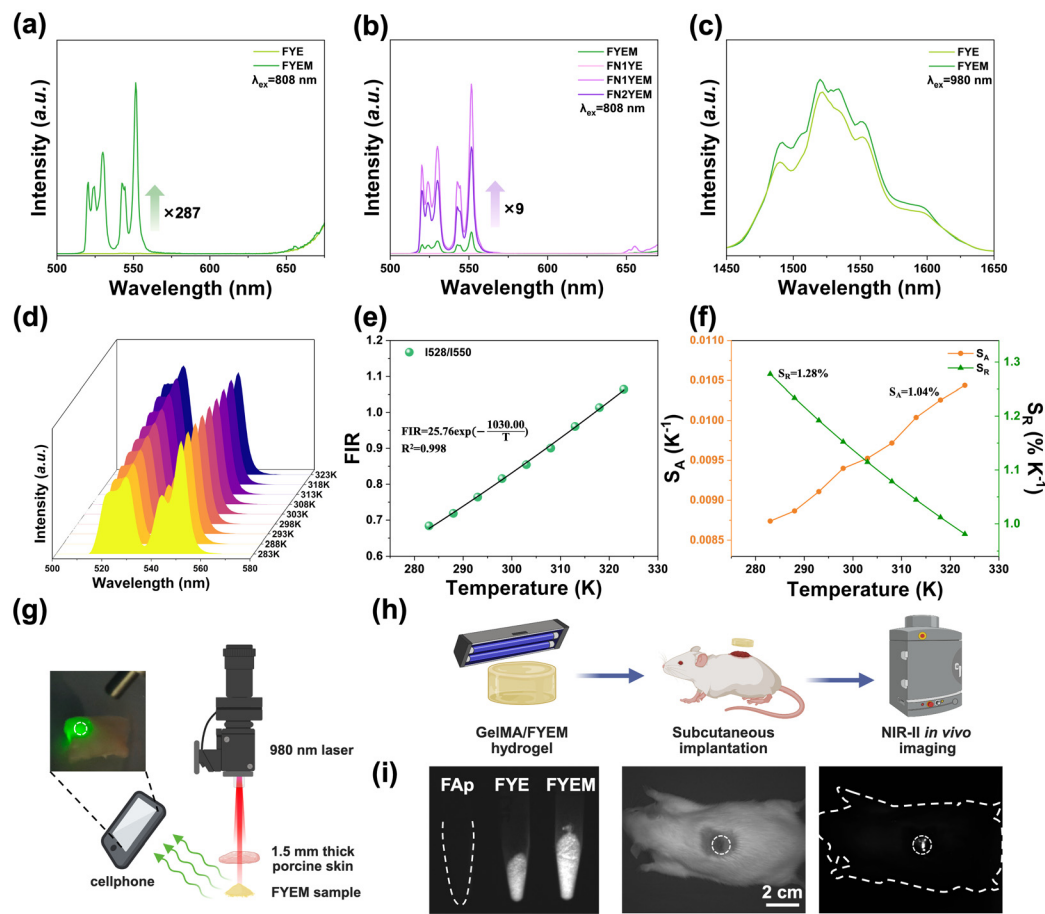 (a)
FYE
FYEM
λex=808 nm
×287
Intensity (a.u.)
500 550 600 650
Wavelength (nm)
(b)
FYEM
FN1YE
FN1YEM
FN2YEM
λex=808 nm
×9
Intensity (a.u.)
500 550 600 650
Wavelength (nm)
(c)
FYE
FYEM
λex=980 nm
Intensity (a.u.)
1450 1500 1550 1600 1650
Wavelength (nm)
(d)
Intensity (a.u.)
323K
318K
313K
308K
303K
298K
293K
288K
283K
500 520 540 560 580
Wavelength (nm)
(e)
I528/I550
FIR=25.76exp(−1030.00/T)
R²=0.998
FIR
1.2
1.1
1.0
0.9
0.8
0.7
0.6
280 290 300 310 320 330
Temperature (K)
(f)
SA
SR
SR=1.28%
SA=1.04%
SA (K⁻¹)
0.0110
0.0105
0.0100
0.0095
0.0090
0.0085
SR (% K⁻¹)
1.3
1.2
1.1
1.0
280 290 300 310 320 330
Temperature (K)
(g)
980 nm laser
1.5 mm thick
porcine skin
cellphone
FYEM sample
(h)
GelMA/FYEM
hydrogel
Subcutaneous
implantation
NIR-II in vivo
imaging
(i)
FAp FYE FYEM
2 cm